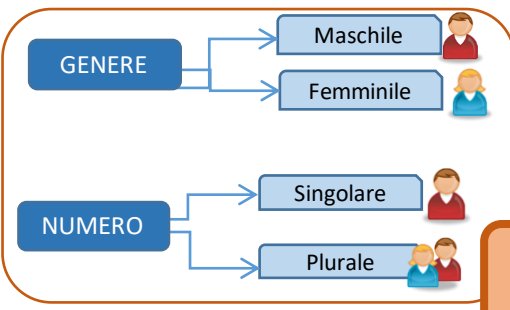 GENERE
Maschile
Femminile
NUMERO
Singolare
Plurale